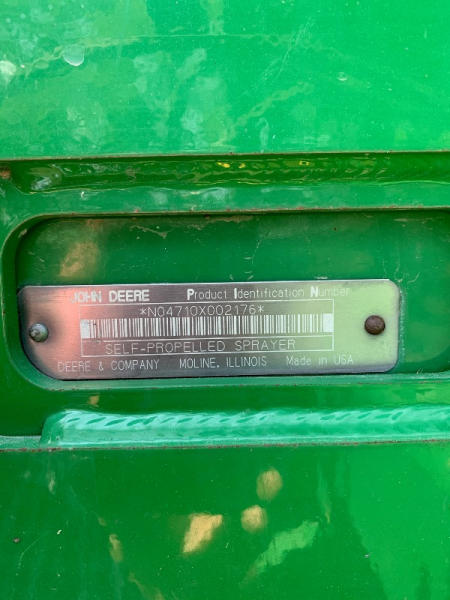 JOHN DEERE Product Identification Number
*N04710X002176*
SELF-PROPELLED SPRAYER
DEERE & COMPANY MOLINE, ILLINOIS Made in USA